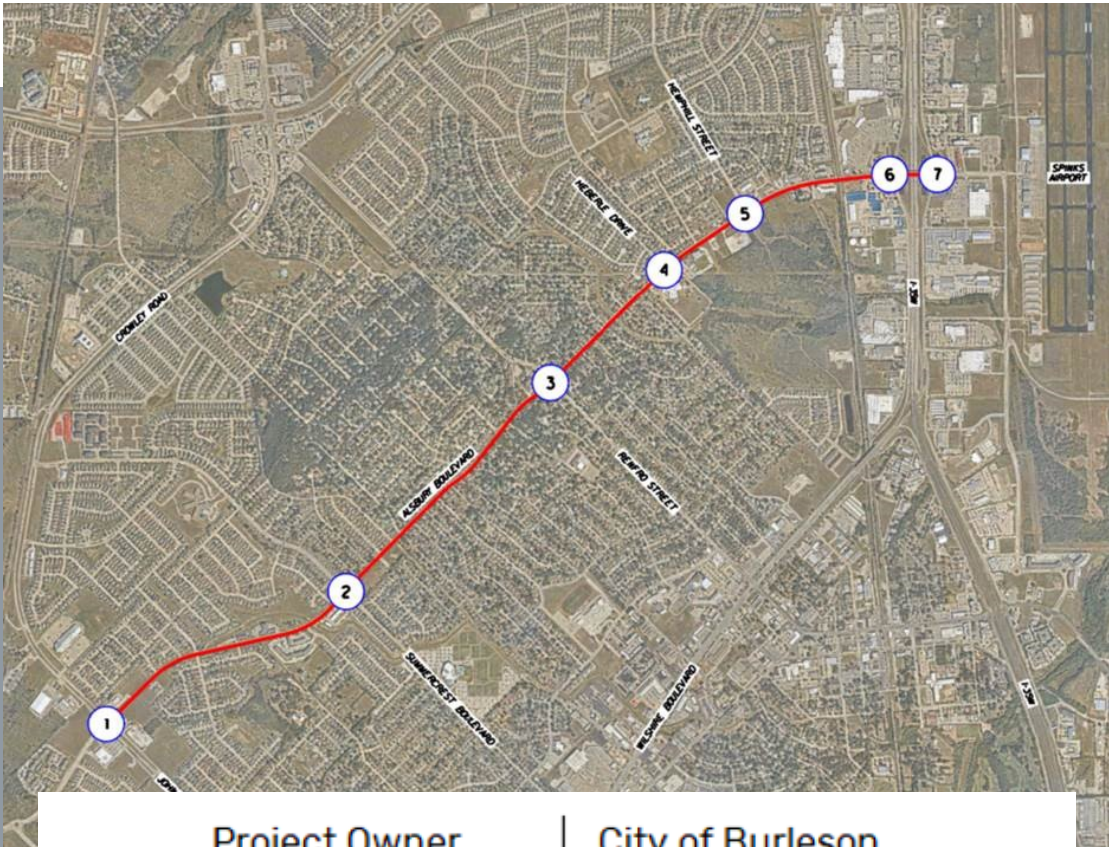 HEMPHILL STREET
SPINKS
AIRPORT
6
7
HEBERLE DRIVE
5
4
I-35W
CROWLEY ROAD
3
ALSBURY BOULEVARD
RENFRO STREET
2
SUMMERCREST BOULEVARD
WILSHIRE BOULEVARD
I-35W
1
Project Owner
City of Burleson